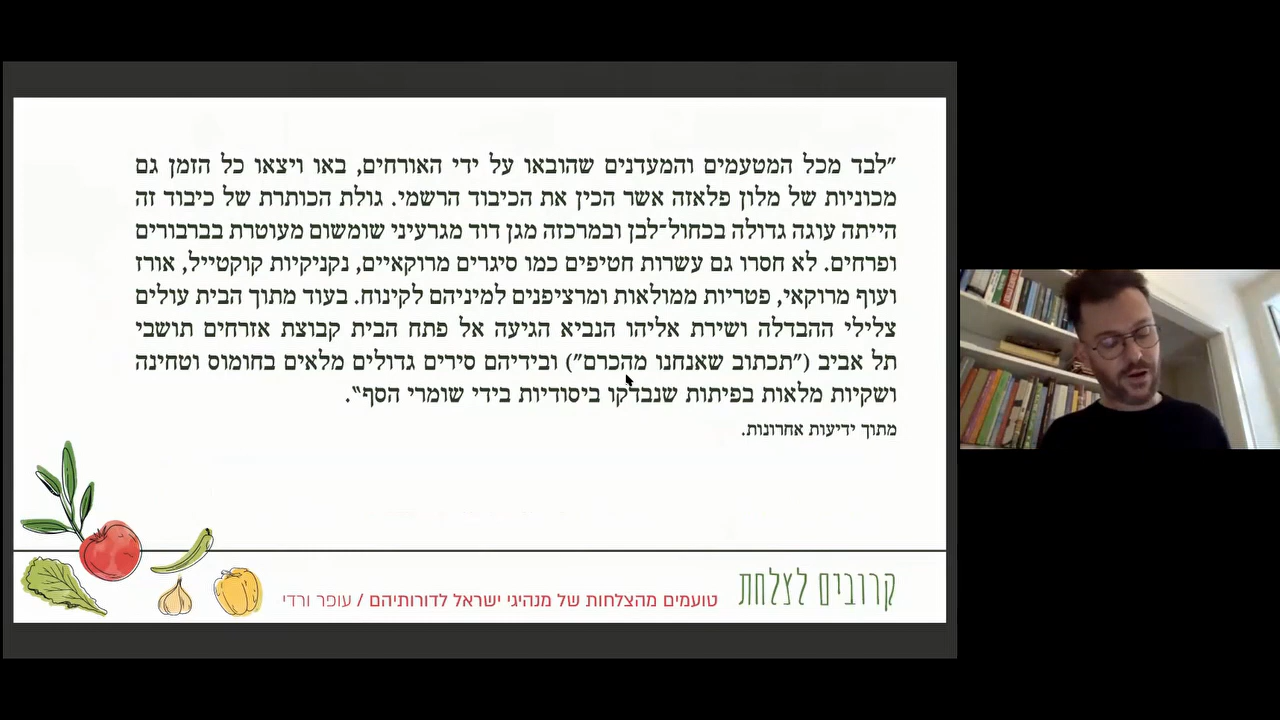 ״לבד מכל המטעמים והמעדנים שהובאו על ידי האורחים, באו ויצאו כל הזמן גם
מכוניות של מלון פלאזה אשר הכין את הכיבוד הרשמי. גולת הכותרת של כיבוד זה
הייתה עוגה גדולה בכחול־לבן ובמרכזה מגן דוד מגרעיני שומשום מעוטרת בברבורים
ופרחים. לא חסרו גם עשרות חטיפים כמו סיגרים מרוקאיים, נקניקיות קוקטייל, אורז
ועוף מרוקאי, פטריות ממולאות ומרציפנים למיניהם לקינוח. בעוד מתוך הבית עולים
צלילי ההבדלה ושירת אליהו הנביא הגיעה אל פתח הבית קבוצת אזרחים תושבי
תל אביב (״תכתוב שאנחנו מהכרם״) ובידיהם סירים גדולים מלאים בחומוס וטחינה
ושקיות מלאות בפיתות שנבדקו ביסודיות בידי שומרי הסף״.
מתוך ידיעות אחרונות.
קרובים לצלחת
טועמים מהצלחות של מנהיגי ישראל לדורותיהם / עופר ורדי